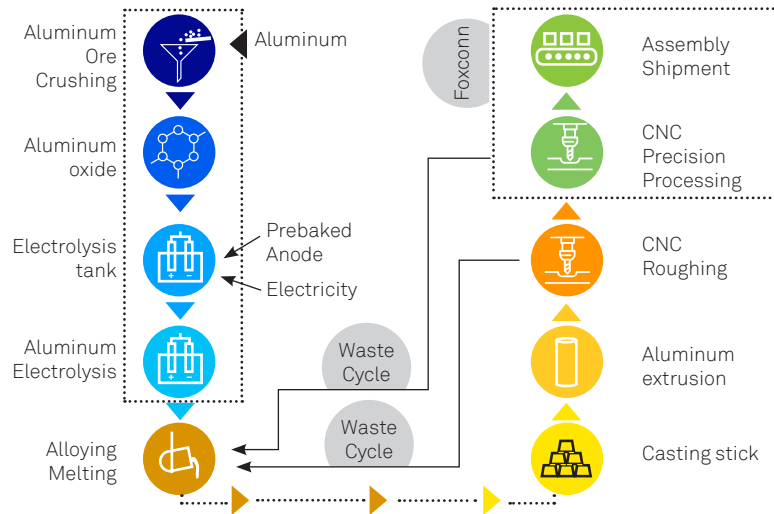 Aluminum
Ore
Crushing
Aluminum
Aluminum
oxide
Electrolysis
tank
Prebaked
Anode
Electricity
Aluminum
Electrolysis
Alloying
Melting
Waste
Cycle
Waste
Cycle
Foxconn
Assembly
Shipment
CNC
Precision
Processing
CNC
Roughing
Aluminum
extrusion
Casting stick